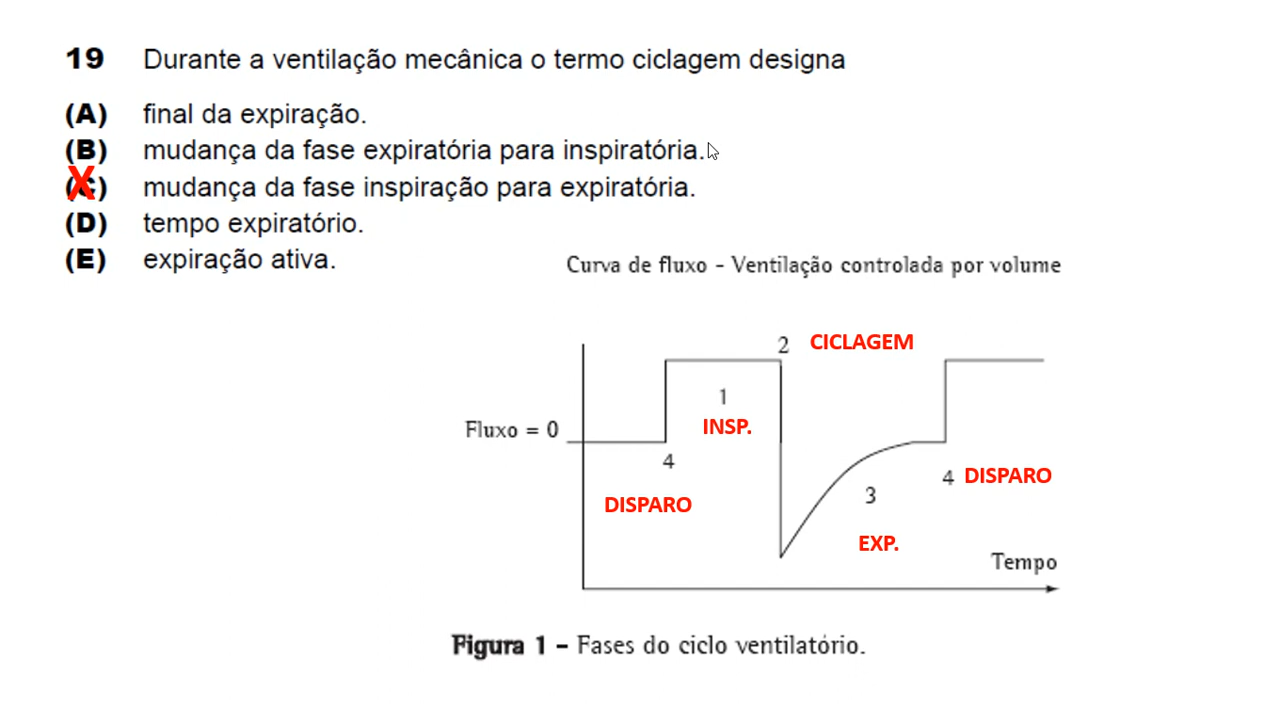 19 Durante a ventilação mecânica o termo ciclagem designa
(A) final da expiração.
(B) mudança da fase expiratória para inspiratória.
(C) mudança da fase inspiração para expiratória.
X
(D) tempo expiratório.
(E) expiração ativa.
Curva de fluxo - Ventilação controlada por volume
2 CICLAGEM
1
INSP.
Fluxo = 0
4
DISPARO
3
EXP.
4 DISPARO
Tempo
Figura 1 – Fases do ciclo ventilatório.